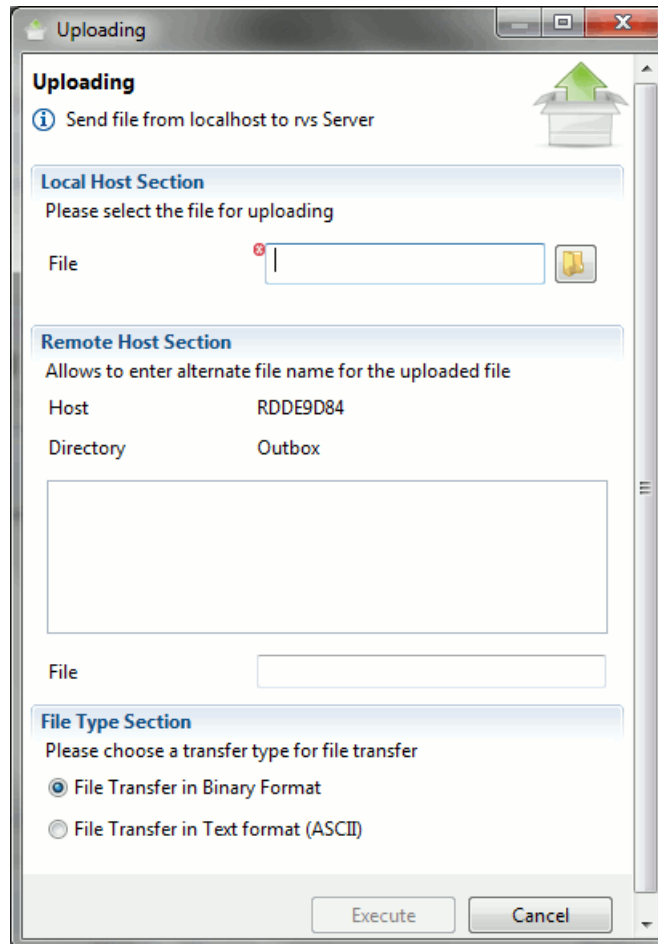 Uploading
Uploading
Send file from localhost to rvs Server
Local Host Section
Please select the file for uploading
File
Remote Host Section
Allows to enter alternate file name for the uploaded file
Host RDDE9D84
Directory Outbox
File
File Type Section
Please choose a transfer type for file transfer
File Transfer in Binary Format
File Transfer in Text format (ASCII)
Execute Cancel